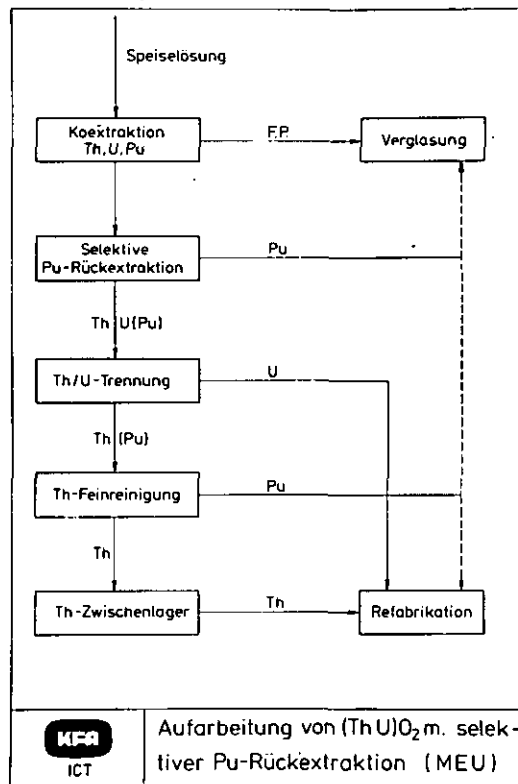 Speiselösung
Koextraktion
Th, U, Pu
F.P.
Verglasung
Selektive
Pu-Rückextraktion
Pu
Th U(Pu)
Th/U-Trennung
U
Th (Pu)
Th-Feinreinigung
Pu
Th
Th-Zwischenlager
Th
Refabrikation
KFA
ICT
Aufarbeitung von (ThU)O₂ m. selek-
tiver Pu-Rückextraktion (MEU)